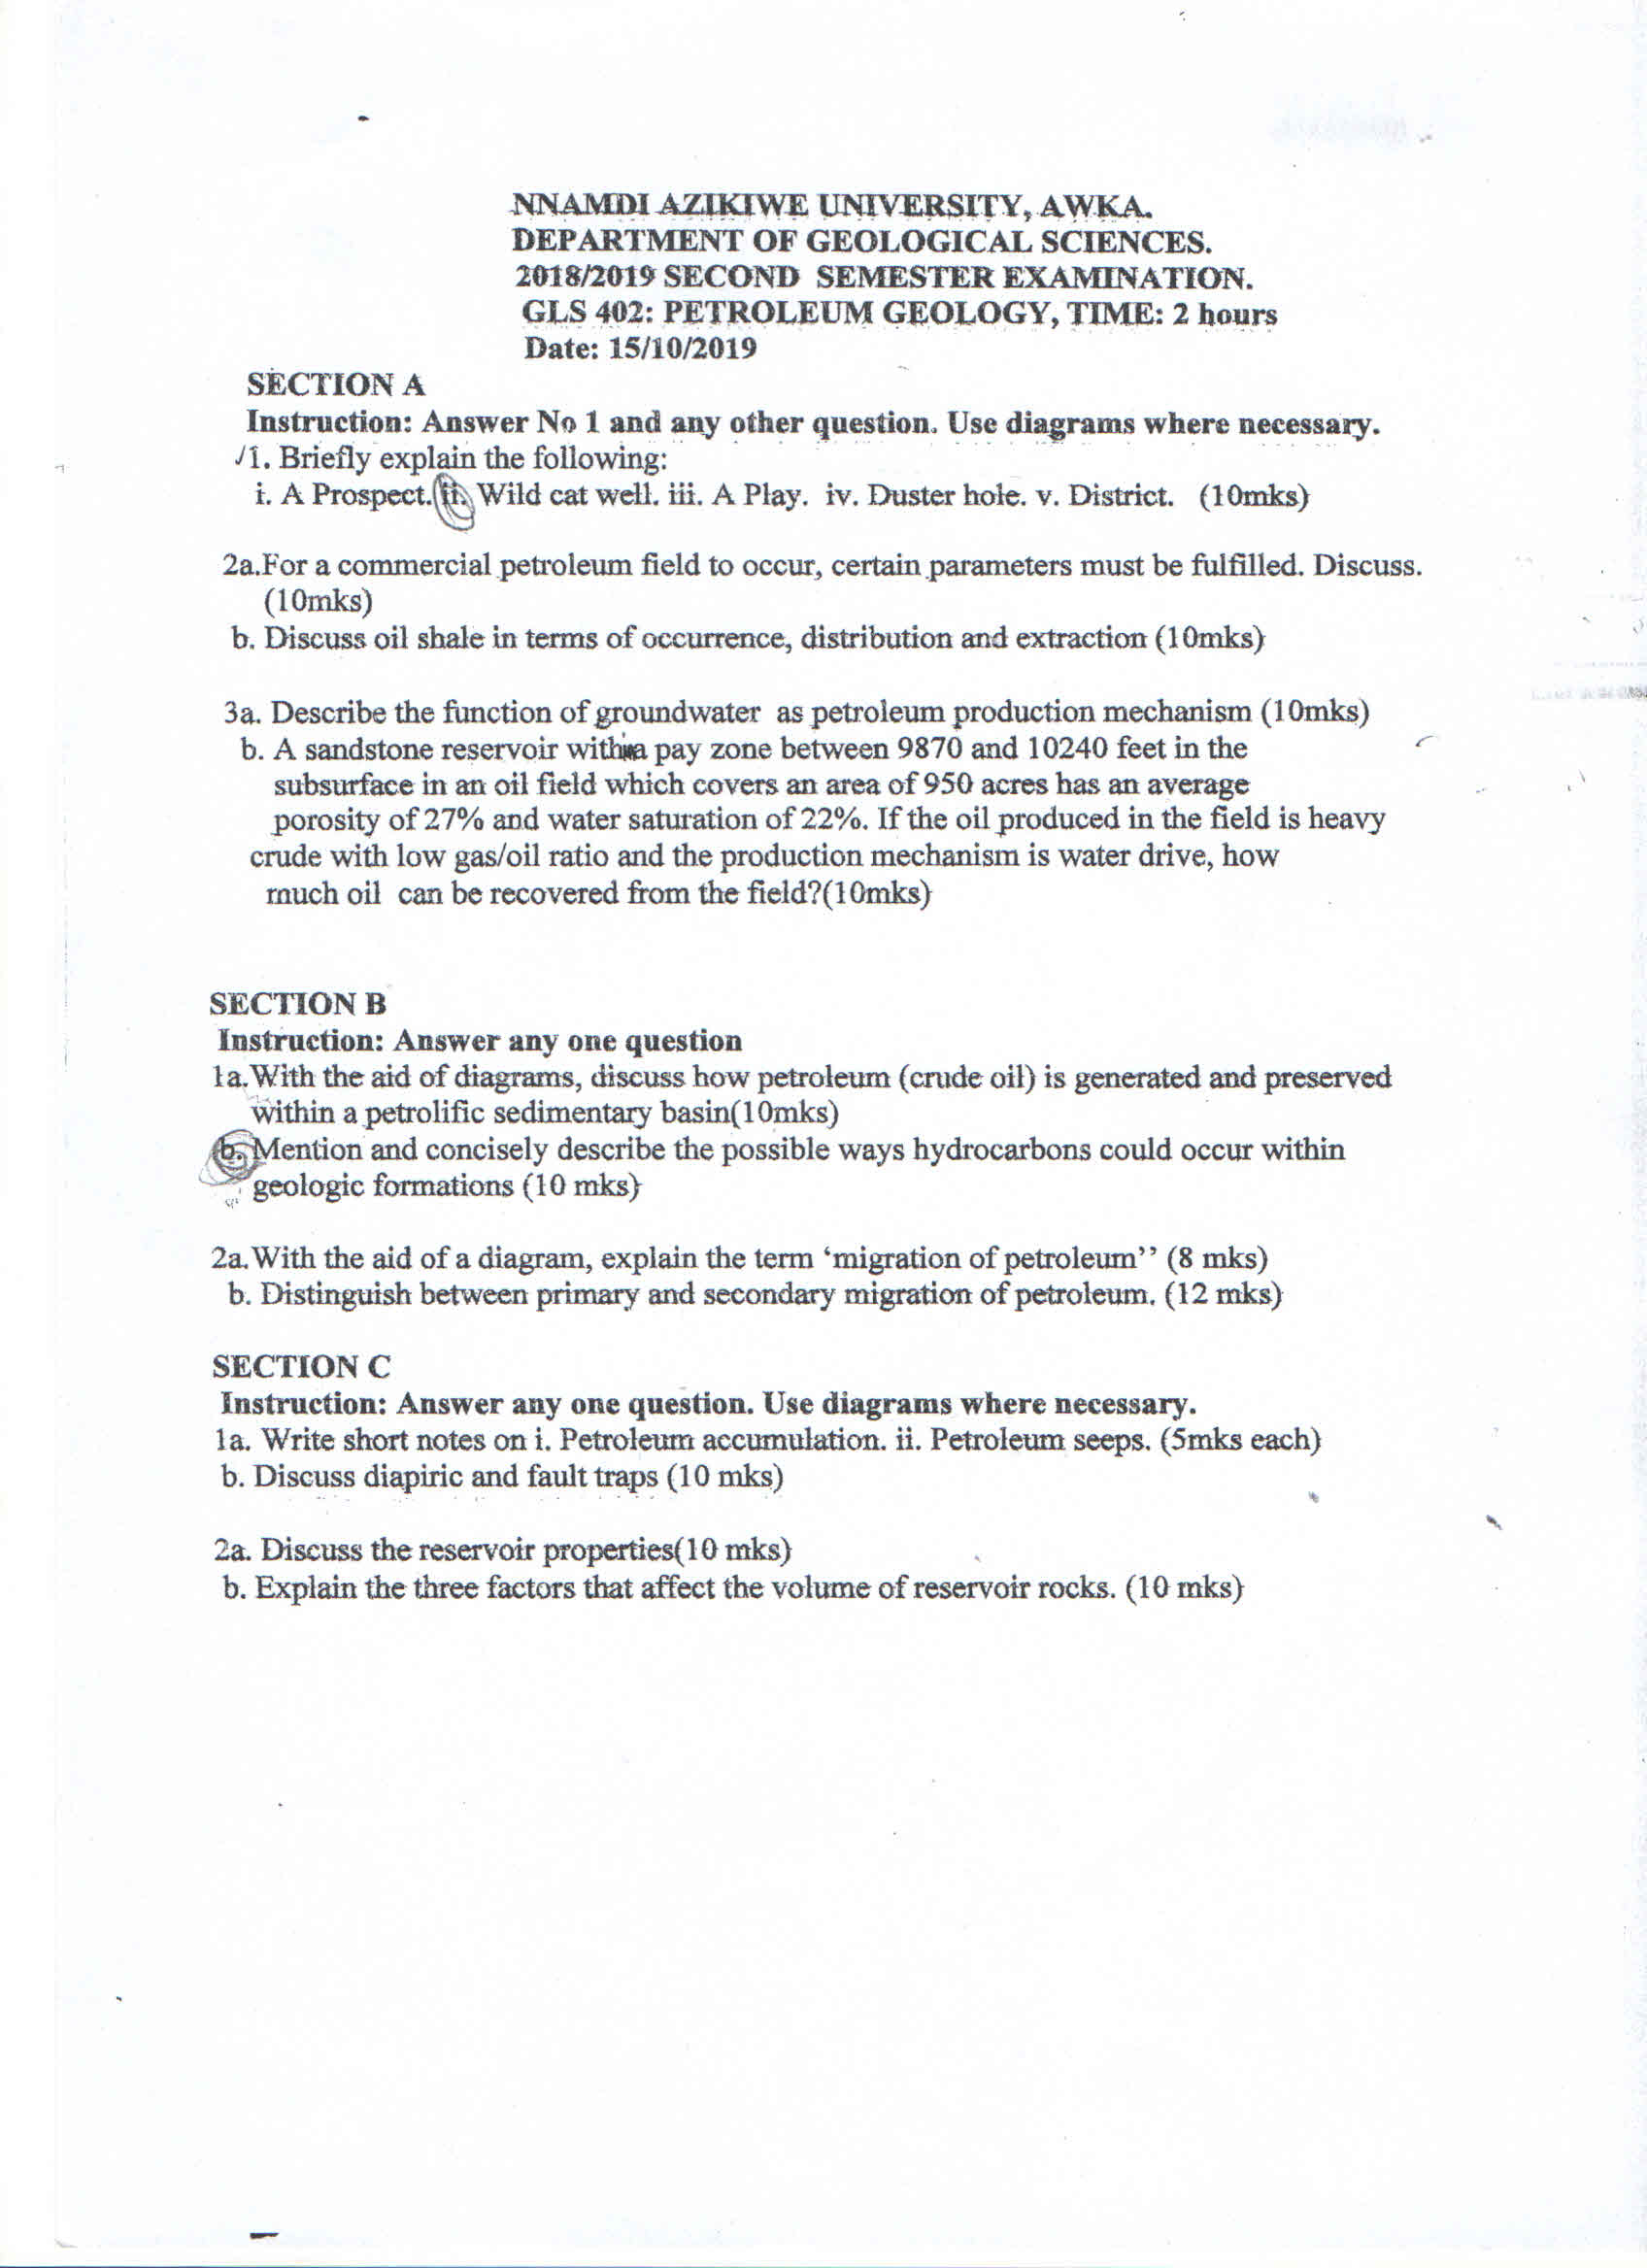 NNAMDI AZIKIWE UNIVERSITY, AWKA.
DEPARTMENT OF GEOLOGICAL SCIENCES.
2018/2019 SECOND SEMESTER EXAMINATION.
GLS 402: PETROLEUM GEOLOGY, TIME: 2 hours
Date: 15/10/2019
SECTION A
Instruction: Answer No 1 and any other question. Use diagrams where necessary.
1. Briefly explain the following:
i. A Prospect. ii. Wild cat well. iii. A Play. iv. Duster hole. v. District. (10mks)
2a.For a commercial petroleum field to occur, certain parameters must be fulfilled. Discuss.
(10mks)
b. Discuss oil shale in terms of occurrence, distribution and extraction (10mks)
3a. Describe the function of groundwater as petroleum production mechanism (10mks)
b. A sandstone reservoir with a pay zone between 9870 and 10240 feet in the
subsurface in an oil field which covers an area of 950 acres has an average
porosity of 27% and water saturation of 22%. If the oil produced in the field is heavy
crude with low gas/oil ratio and the production mechanism is water drive, how
much oil can be recovered from the field?(10mks)
SECTION B
Instruction: Answer any one question
1a.With the aid of diagrams, discuss how petroleum (crude oil) is generated and preserved
within a petrolific sedimentary basin(10mks)
b. Mention and concisely describe the possible ways hydrocarbons could occur within
geologic formations (10 mks)
2a.With the aid of a diagram, explain the term ‘migration of petroleum’’ (8 mks)
b. Distinguish between primary and secondary migration of petroleum. (12 mks)
SECTION C
Instruction: Answer any one question. Use diagrams where necessary.
1a. Write short notes on i. Petroleum accumulation. ii. Petroleum seeps. (5mks each)
b. Discuss diapiric and fault traps (10 mks)
2a. Discuss the reservoir properties(10 mks)
b. Explain the three factors that affect the volume of reservoir rocks. (10 mks)